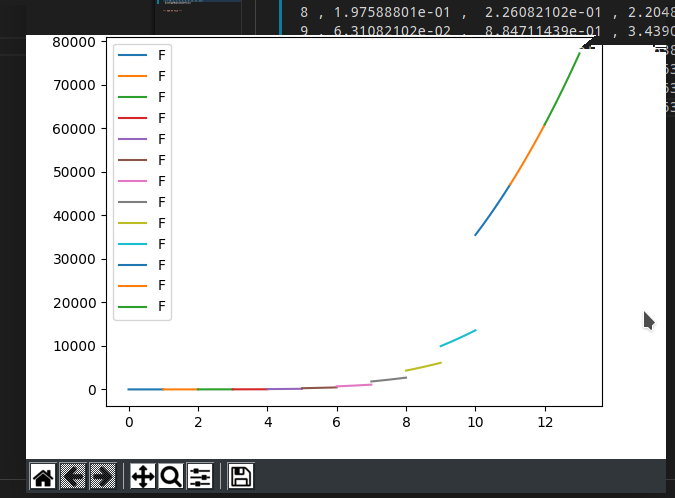 8 , 1.97588801e-01 , 2.26082102e-01 , 2.2048
9 , 6.31082102e-02 , 8.84711439e-01 , 3.4390
80000
70000
60000
50000
40000
30000
20000
10000
0
F
F
F
F
F
F
F
F
F
F
F
F
F
0 2 4 6 8 10 12